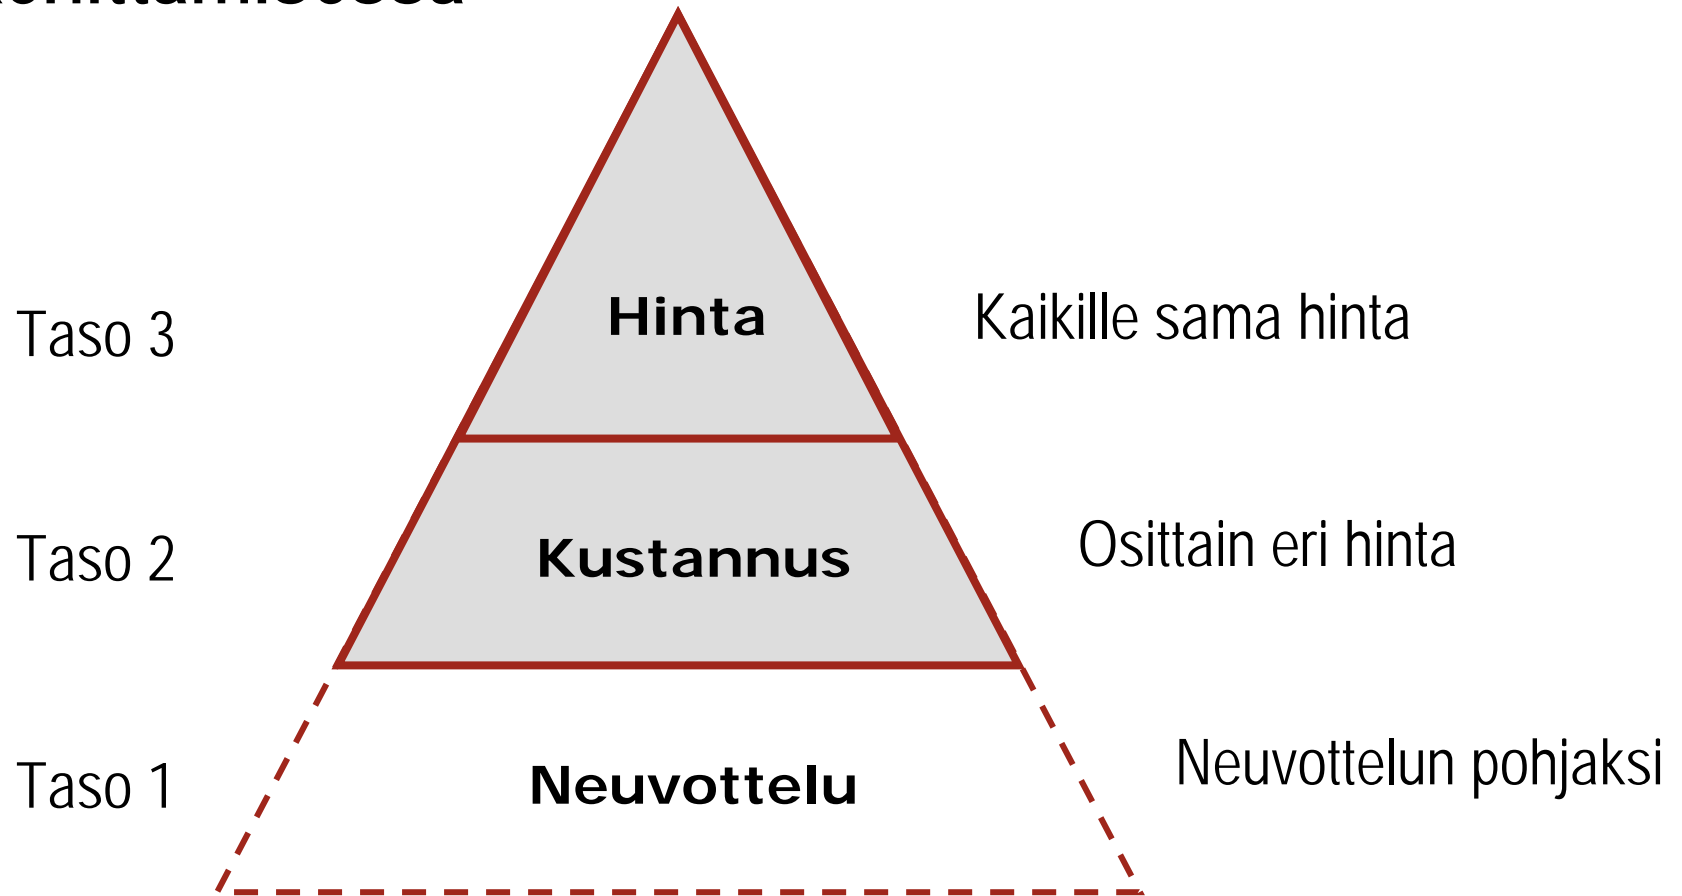 Taso 3
Hinta
Kaikille sama hinta
Taso 2
Kustannus
Osittain eri hinta
Taso 1
Neuvottelu
Neuvottelun pohjaksi